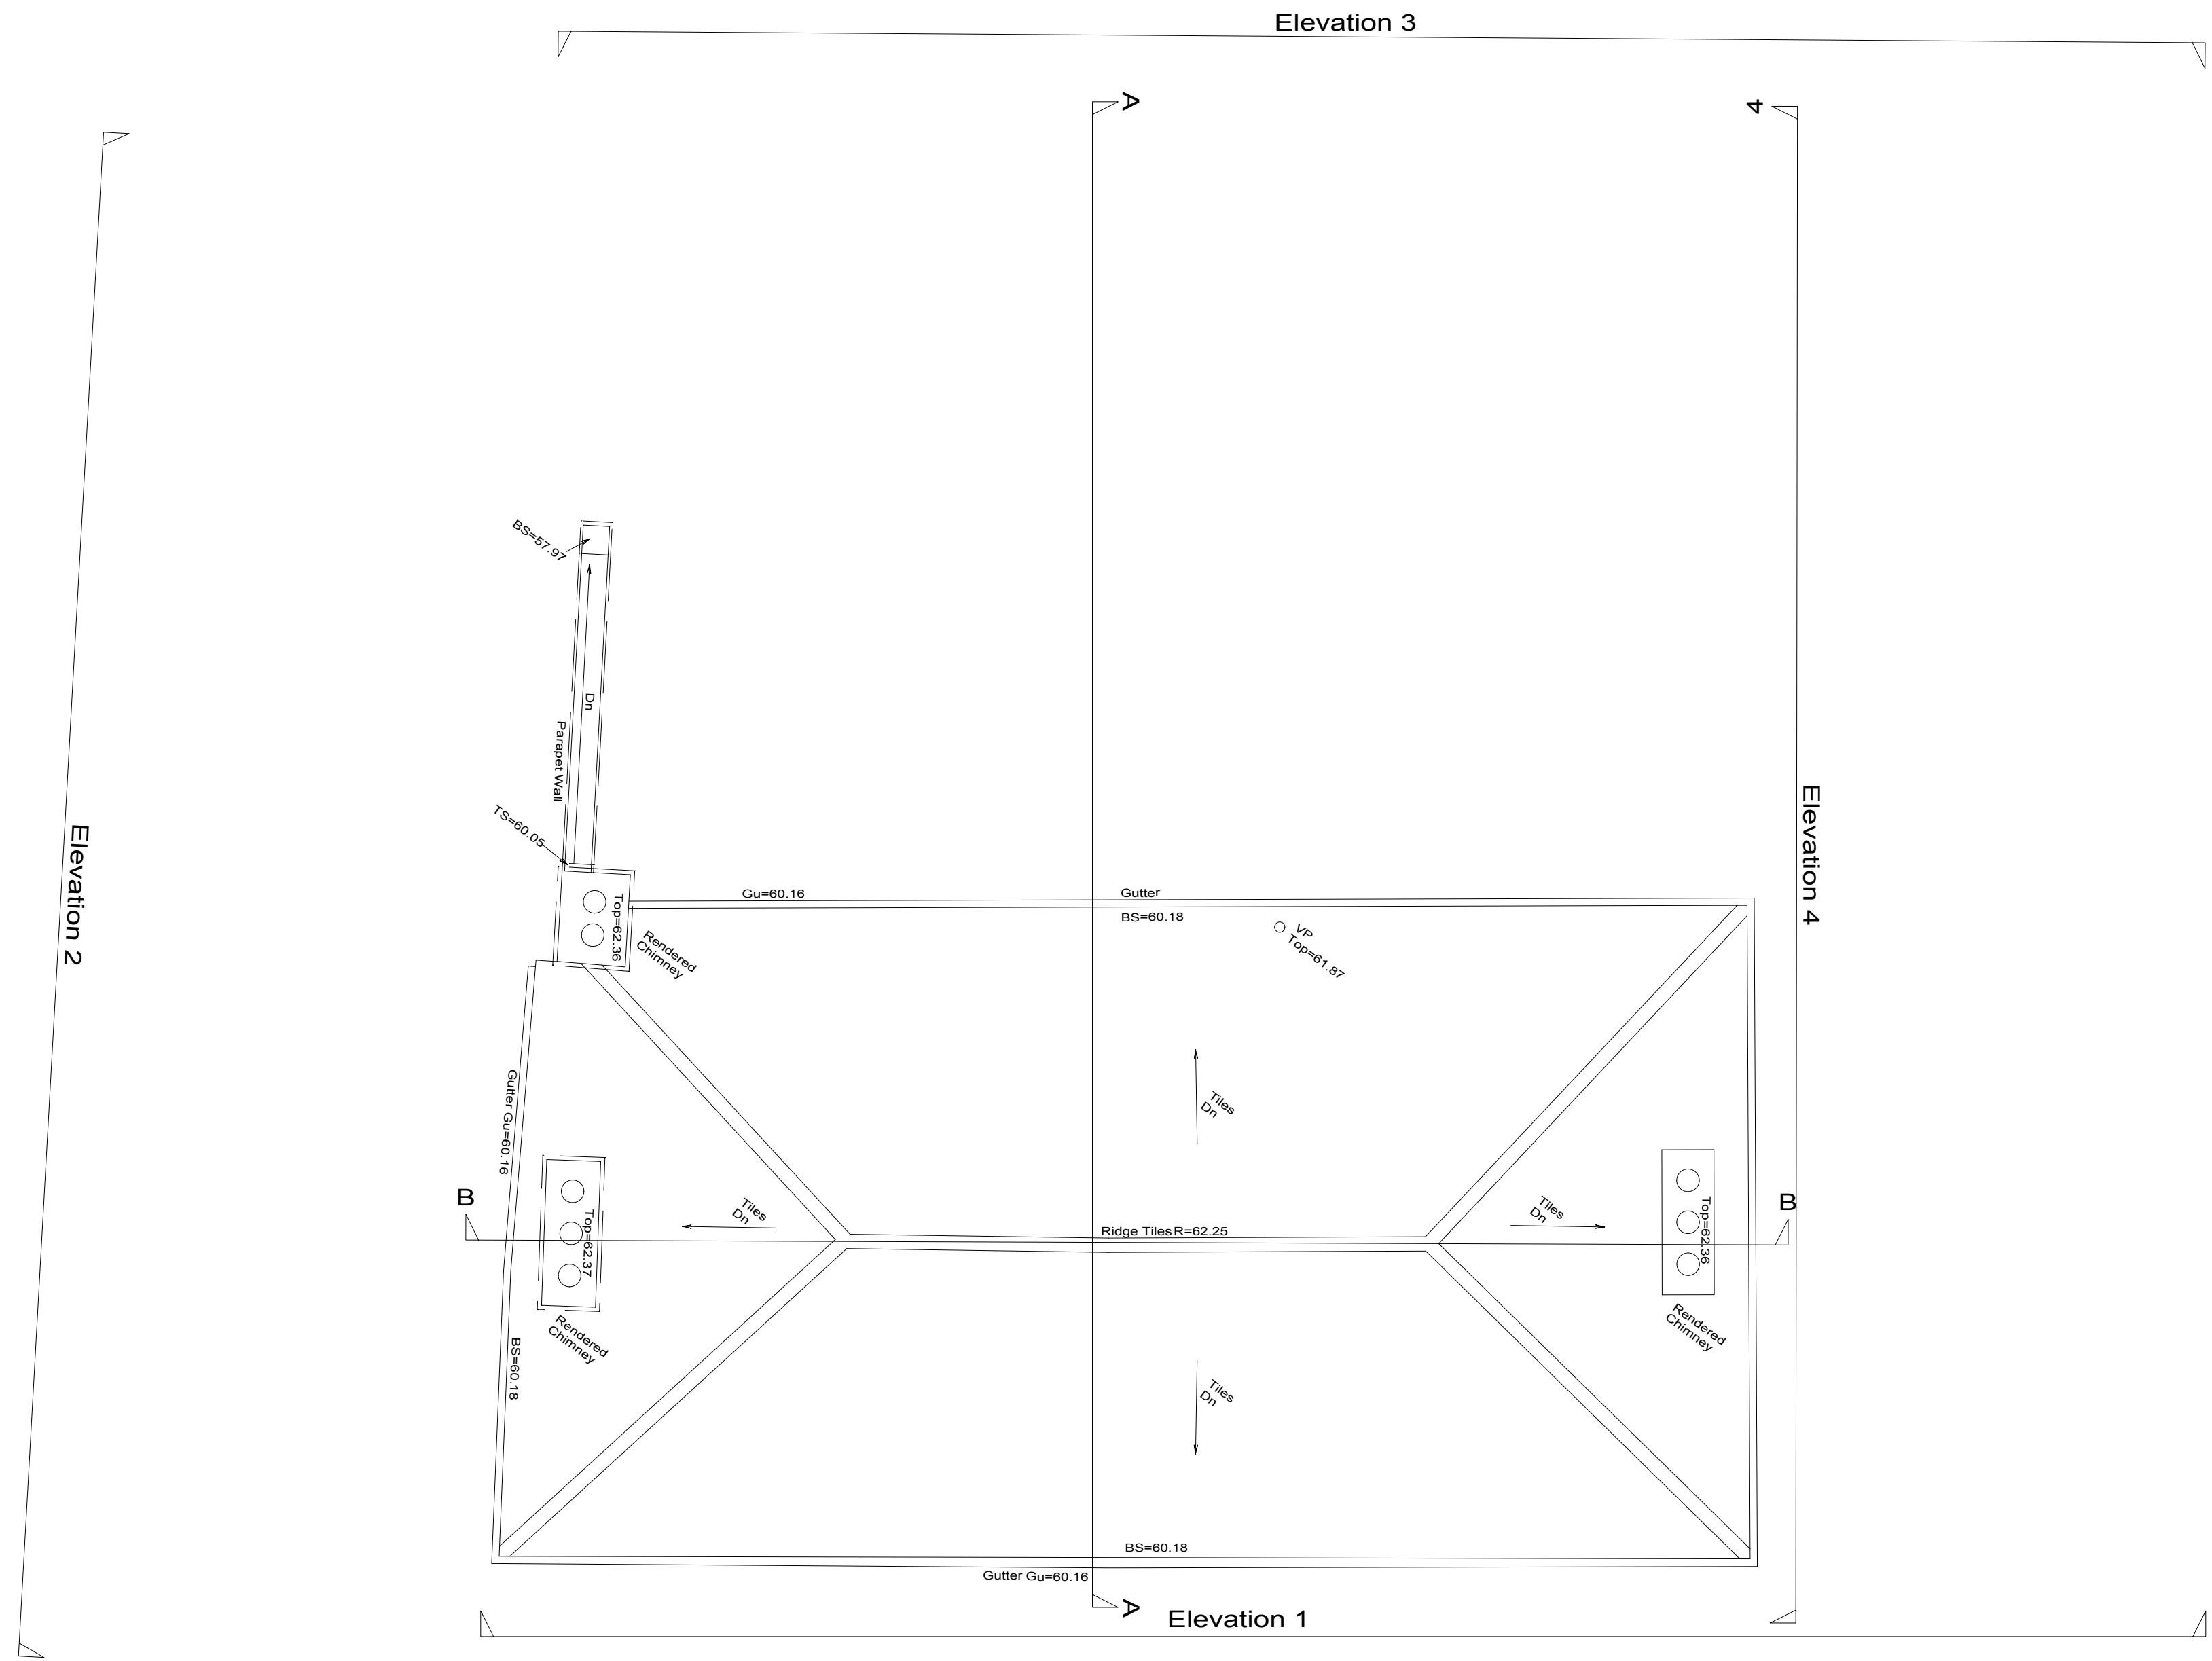 Elevation 3
A
4
BS=57.97
Dn
Parapet Wall
TS=60.05
Elevation 2
Elevation 4
Gu=60.16
Gutter
BS=60.18
Top=62.36
Rendered
Chimney
VP
Top=61.87
Gutter Gu=60.16
Tiles
Dn
B
Tiles
Dn
Ridge Tiles R=62.25
Tiles
Dn
B
Top=62.37
Top=62.36
Rendered
Chimney
Rendered
Chimney
BS=60.18
Tiles
Dn
BS=60.18
Gutter Gu=60.16
A
Elevation 1